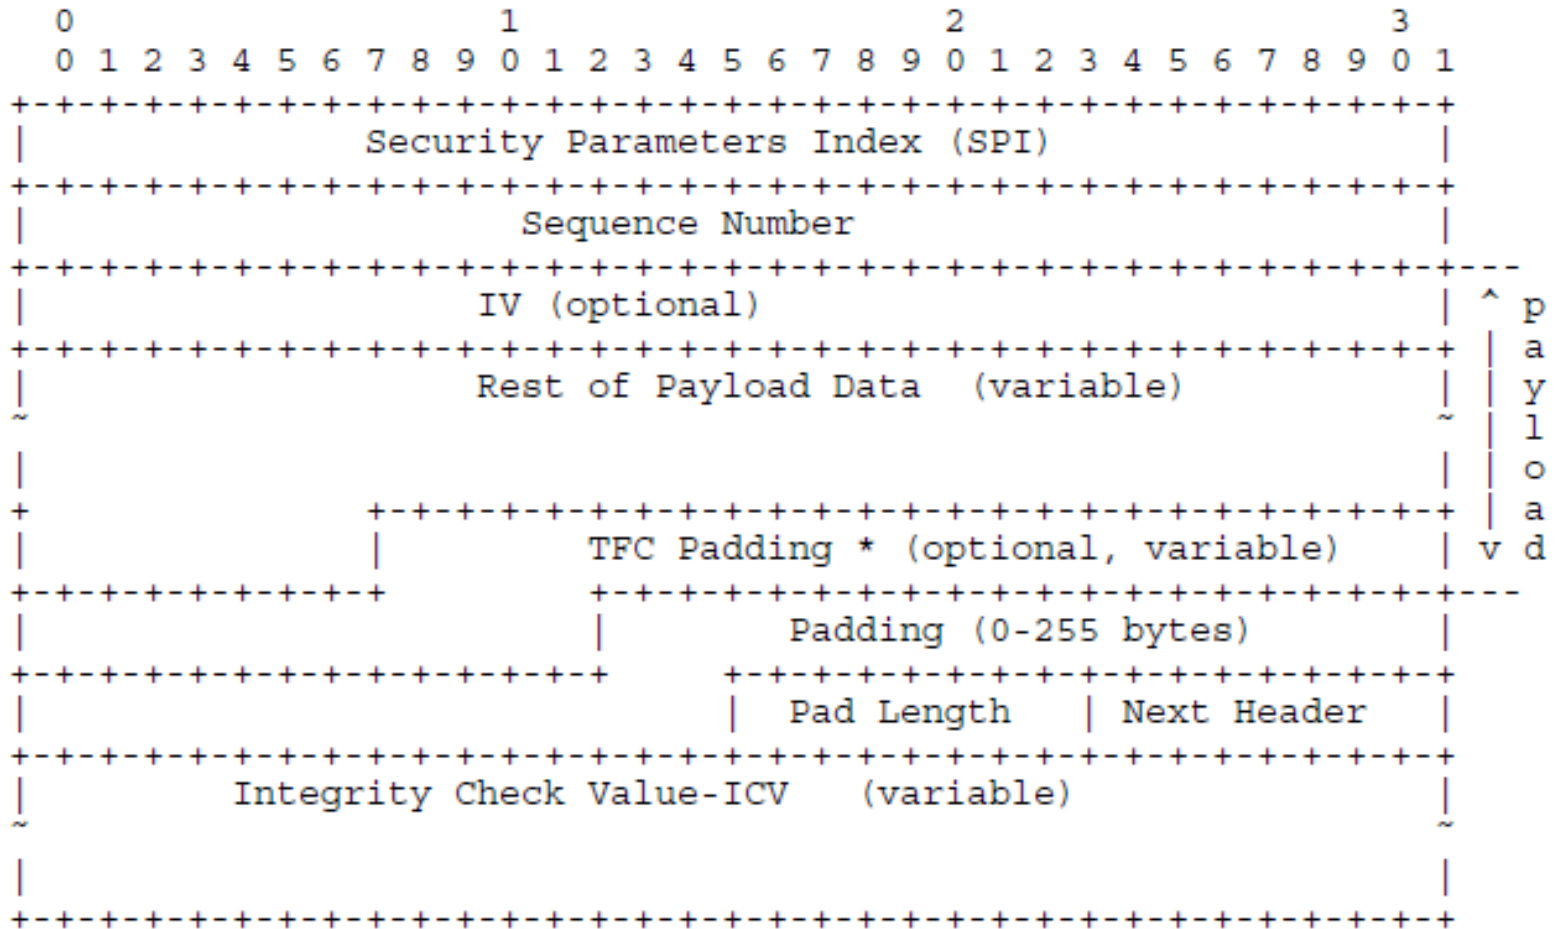 0                   1                   2                   3
 0 1 2 3 4 5 6 7 8 9 0 1 2 3 4 5 6 7 8 9 0 1 2 3 4 5 6 7 8 9 0 1
+-+-+-+-+-+-+-+-+-+-+-+-+-+-+-+-+-+-+-+-+-+-+-+-+-+-+-+-+-+-+-+-+
|               Security Parameters Index (SPI)                 |
+-+-+-+-+-+-+-+-+-+-+-+-+-+-+-+-+-+-+-+-+-+-+-+-+-+-+-+-+-+-+-+-+
|                      Sequence Number                          |
+-+-+-+-+-+-+-+-+-+-+-+-+-+-+-+-+-+-+-+-+-+-+-+-+-+-+-+-+-+-+-+-+---
|                    IV (optional)                              | ^ p
+-+-+-+-+-+-+-+-+-+-+-+-+-+-+-+-+-+-+-+-+-+-+-+-+-+-+-+-+-+-+-+-+ | a
|                    Rest of Payload Data  (variable)           | | y
~                                                               ~ | l
|                                                               | | o
+               +-+-+-+-+-+-+-+-+-+-+-+-+-+-+-+-+-+-+-+-+-+-+-+-+ | a
|               |         TFC Padding * (optional, variable)    | v d
+-+-+-+-+-+-+-+-+         +-+-+-+-+-+-+-+-+-+-+-+-+-+-+-+-+-+-+-+---
|                         |        Padding (0-255 bytes)        |
+-+-+-+-+-+-+-+-+-+-+-+-+-+     +-+-+-+-+-+-+-+-+-+-+-+-+-+-+-+-+
|                               |  Pad Length   | Next Header   |
+-+-+-+-+-+-+-+-+-+-+-+-+-+-+-+-+-+-+-+-+-+-+-+-+-+-+-+-+-+-+-+-+
|         Integrity Check Value-ICV   (variable)                |
~                                                               ~
|                                                               |
+-+-+-+-+-+-+-+-+-+-+-+-+-+-+-+-+-+-+-+-+-+-+-+-+-+-+-+-+-+-+-+-+